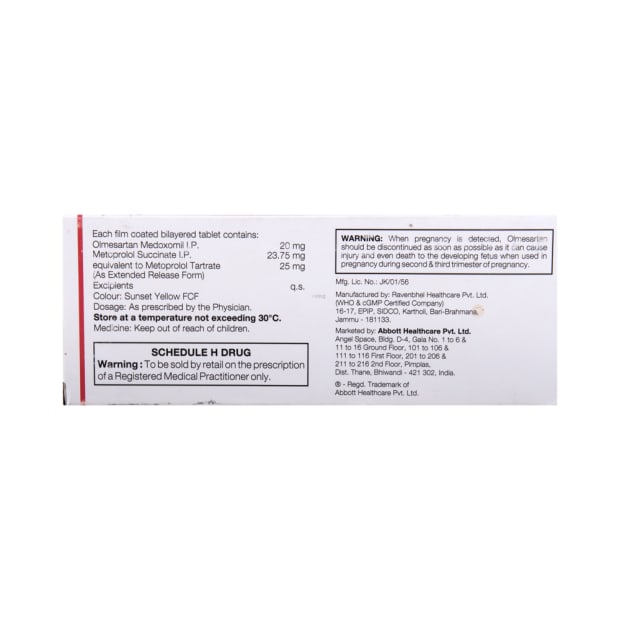 Each film coated bilayered tablet contains:
Olmesartan Medoxomil I.P. 20 mg
Metoprolol Succinate I.P. 23.75 mg
equivalent to Metoprolol Tartrate 25 mg
(As Extended Release Form)
Excipients q.s.
Colour: Sunset Yellow FCF
Dosage: As prescribed by the Physician.
Store at a temperature not exceeding 30°C.
Medicine: Keep out of reach of children.
SCHEDULE H DRUG
Warning : To be sold by retail on the prescription
of a Registered Medical Practitioner only.
WARNING: When pregnancy is detected, Olmesartan
should be discontinued as soon as possible as it can cause
injury and even death to the developing fetus when used in
pregnancy during second & third trimester of pregnancy.
Mfg. Lic. No.: JK/01/56
Manufactured by: Ravenbhel Healthcare Pvt. Ltd.
(WHO & cGMP Certified Company)
16-17, EPIP, SIDCO, Kartholi, Bari-Brahmana,
Jammu - 181133.
Marketed by: Abbott Healthcare Pvt. Ltd.
Angel Space, Bldg. D-4, Gala No. 1 to 6 &
11 to 16 Ground Floor, 101 to 106 &
111 to 116 First Floor, 201 to 206 &
211 to 216 2nd Floor, Pimplas,
Dist. Thane, Bhiwandi - 421 302, India.
® - Regd. Trademark of
Abbott Healthcare Pvt. Ltd.